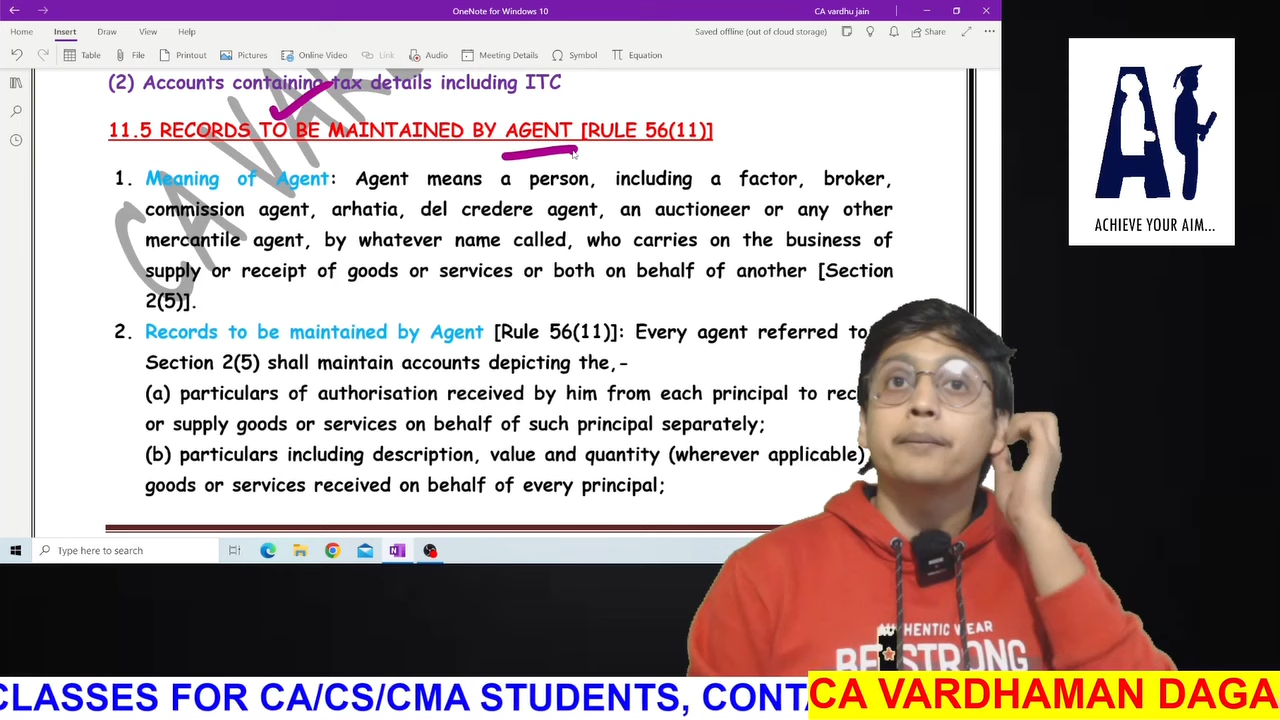 OneNote for Windows 10
CA vardhu jain
Home Insert Draw View Help
Saved offline (out of cloud storage)
Share
Table File Printout Pictures Online Video Link Audio Meeting Details Symbol Equation
(2) Accounts containing tax details including ITC
11.5 RECORDS TO BE MAINTAINED BY AGENT [RULE 56(11)]
1. Meaning of Agent: Agent means a person, including a factor, broker,
commission agent, arhatia, del credere agent, an auctioneer or any other
mercantile agent, by whatever name called, who carries on the business of
supply or receipt of goods or services or both on behalf of another [Section
2(5)].
2. Records to be maintained by Agent [Rule 56(11)]: Every agent referred to
Section 2(5) shall maintain accounts depicting the,-
(a) particulars of authorisation received by him from each principal to
or supply goods or services on behalf of such principal separately;
(b) particulars including description, value and quantity (wherever applicable)
goods or services received on behalf of every principal;
CA VAR
Type here to search
AI
ACHIEVE YOUR AIM...
AUTHENTIC WEAR
BE STRONG
CLASSES FOR CA/CS/CMA STUDENTS,
CA VARDHAMAN DAGA